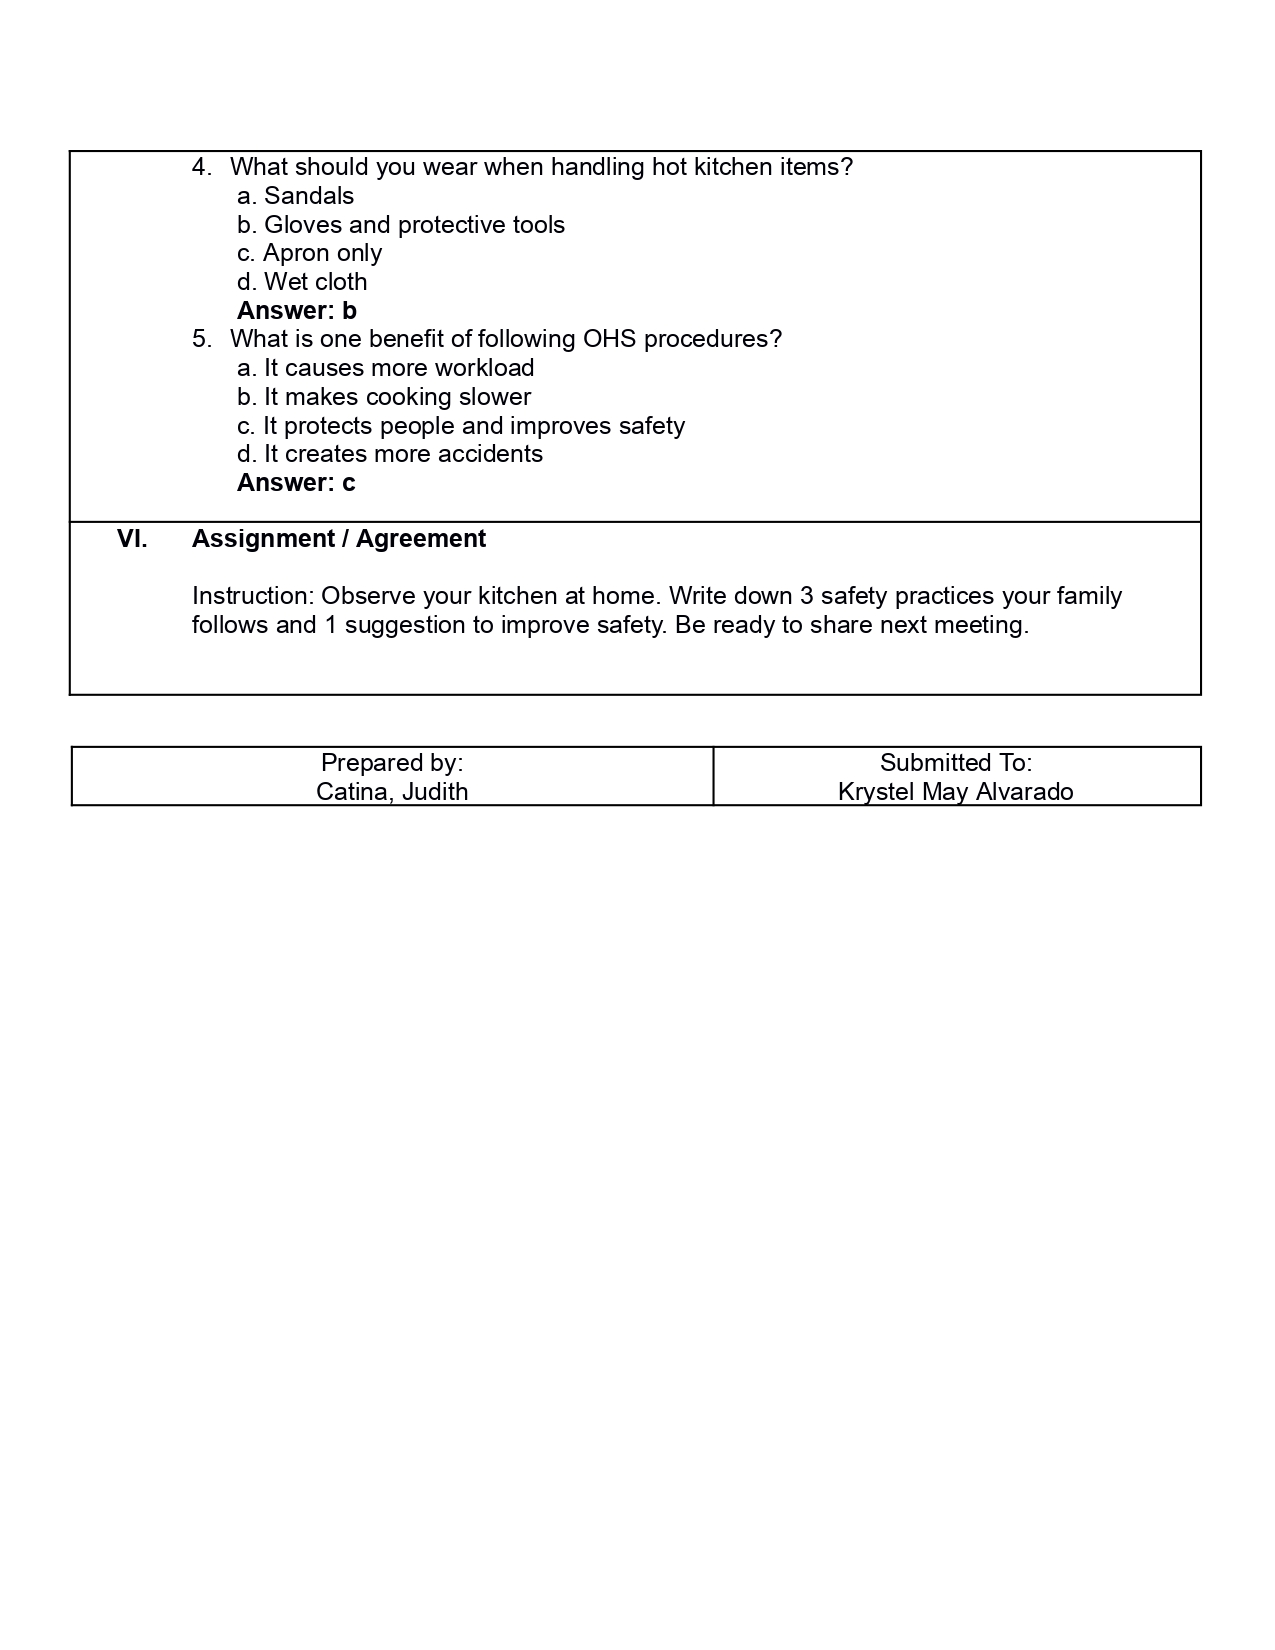 4. What should you wear when handling hot kitchen items?
a. Sandals
b. Gloves and protective tools
c. Apron only
d. Wet cloth
Answer: b
5. What is one benefit of following OHS procedures?
a. It causes more workload
b. It makes cooking slower
c. It protects people and improves safety
d. It creates more accidents
Answer: c
VI. Assignment / Agreement
Instruction: Observe your kitchen at home. Write down 3 safety practices your family
follows and 1 suggestion to improve safety. Be ready to share next meeting.
Prepared by:
Catina, Judith
Submitted To:
Krystel May Alvarado